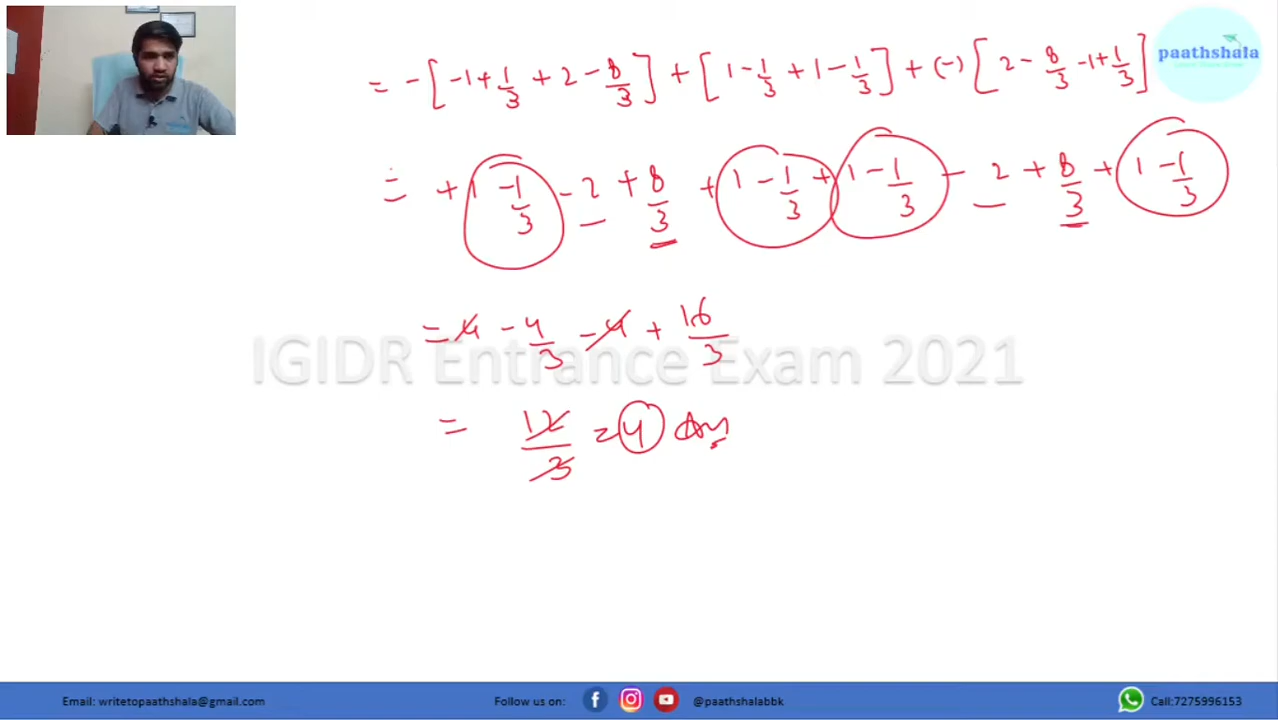 paathshala
= -[-1+1/3 + 2 - 8/3] + [1 - 1/3 + 1 - 1/3] + (-) [2 - 8/3 - 1 + 1/3]
= + 1 - 1/3 - 2 + 8/3 + 1 - 1/3 + 1 - 1/3 - 2 + 8/3 + 1 - 1/3
= 4 - 4/3 - 4 + 16/3
IGIDR Entrance Exam 2021
= 12/3 = 4 Ans
Email: writetopaathshala@gmail.com
Follow us on:
@paathshalabbk
Call:7275996153